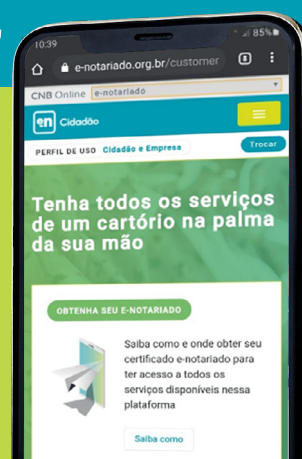 10:39
85%
e-notariado.org.br/customer
CNB Online e-notariado
en Cidadão
PERFIL DE USO Cidadão e Empresa Trocar
Tenha todos os serviços
de um cartório na palma
da sua mão
OBTENHA SEU E-NOTARIADO
Saiba como e onde obter seu
certificado e-notariado para
ter acesso a todos os
serviços disponíveis nessa
plataforma
Saiba como